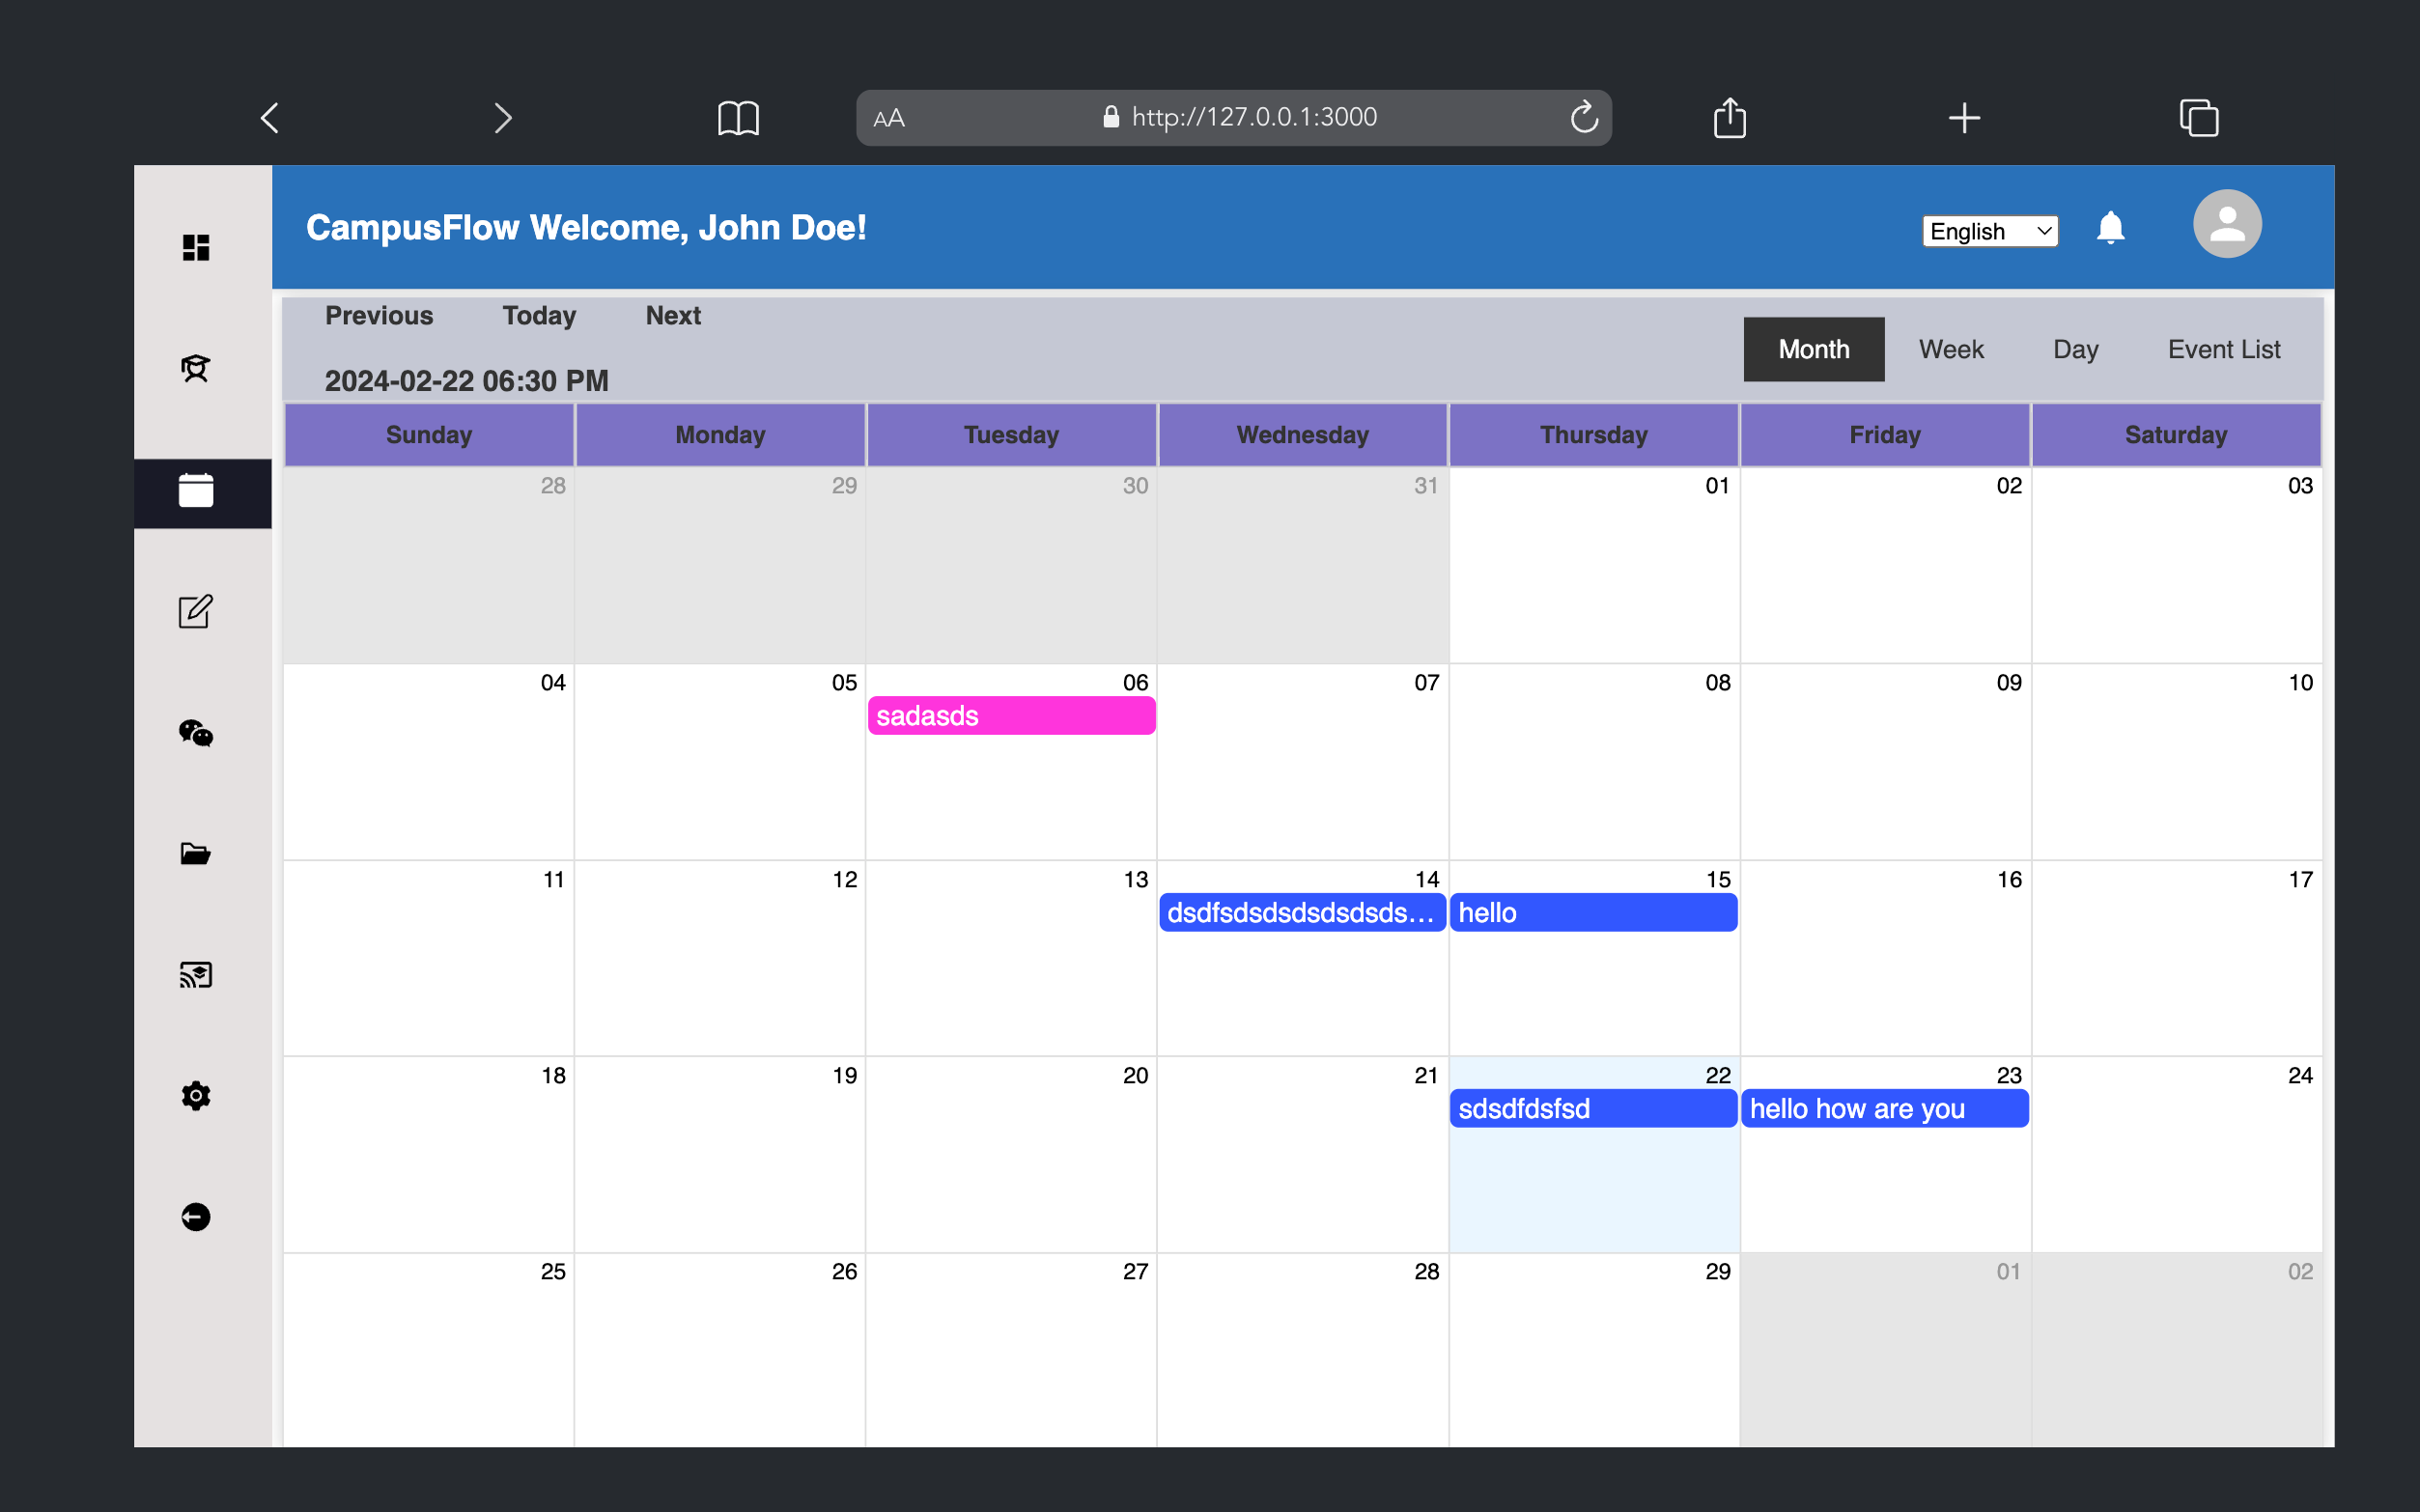 AA http://127.0.0.1:3000
CampusFlow Welcome, John Doe! English
Previous Today Next
Month Week Day Event List
2024-02-22 06:30 PM
Sunday Monday Tuesday Wednesday Thursday Friday Saturday
28 29 30 31 01 02 03
04 05 06 07 08 09 10
sadasds
11 12 13 14 15 16 17
dsdfsdsdsdsdsdsds... hello
18 19 20 21 22 23 24
sdsdfdsfsd hello how are you
25 26 27 28 29 01 02